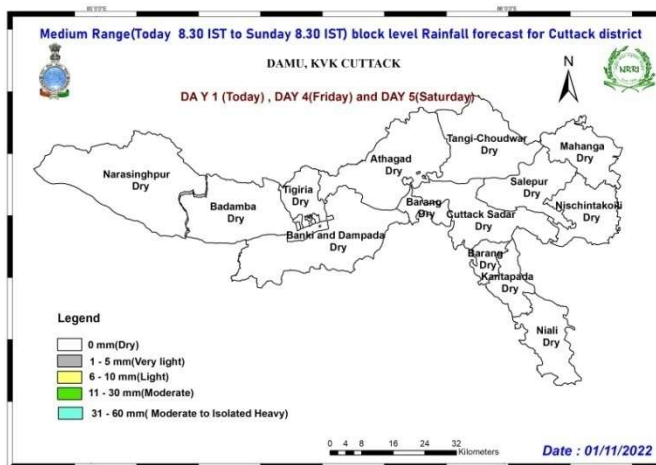 Medium Range(Today 8.30 IST to Sunday 8.30 IST) block level Rainfall forecast for Cuttack district
DAMU, KVK CUTTACK
NRRI
N
DA Y 1 (Today) , DAY 4(Friday) and DAY 5(Saturday)
Tangi-Choudwar
Dry
Mahanga
Dry
Athagad
Dry
Narasinghpur
Dry
Salepur
Dry
Tigiria
Dry
Nischintakoili
Dry
Badamba
Dry
Barang
Dry
Cuttack Sadar
Dry
Banki and Dampada
Dry
Barang
Dry
Kantapada
Dry
Niali
Dry
Legend
0 mm(Dry)
1 - 5 mm(Very light)
6 - 10 mm(Light)
11 - 30 mm(Moderate)
31 - 60 mm( Moderate to Isolated Heavy)
0 4 8 16 24 32
Kilometers
Date : 01/11/2022